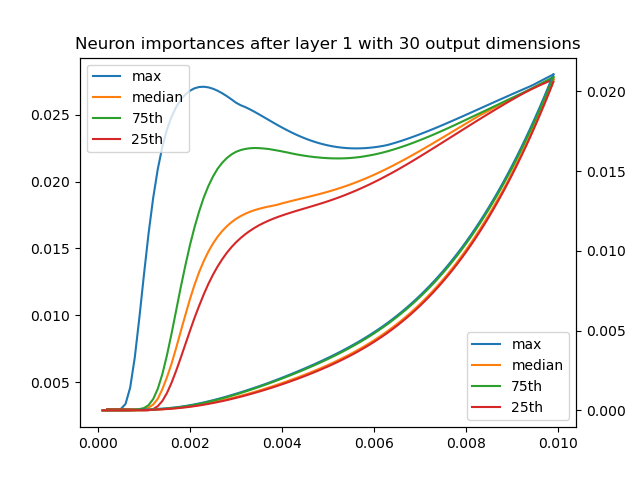 Neuron importances after layer 1 with 30 output dimensions
max
median
75th
25th
0.025
0.020
0.015
0.010
0.005
0.020
0.015
0.010
0.005
0.000
max
median
75th
25th
0.000 0.002 0.004 0.006 0.008 0.010